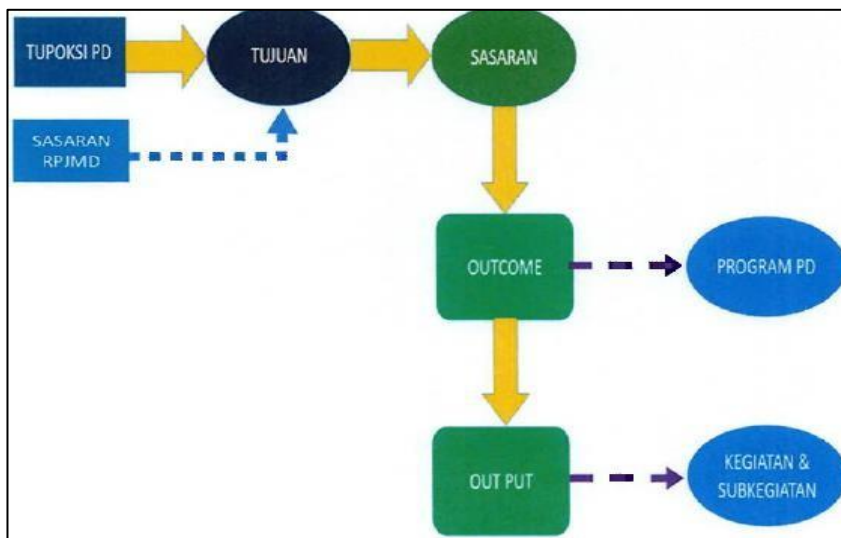 TUPOKSI PD
TUJUAN
SASARAN
SASARAN
RPJMD
OUTCOME
PROGRAM PD
OUT PUT
KEGIATAN &
SUBKEGIATAN